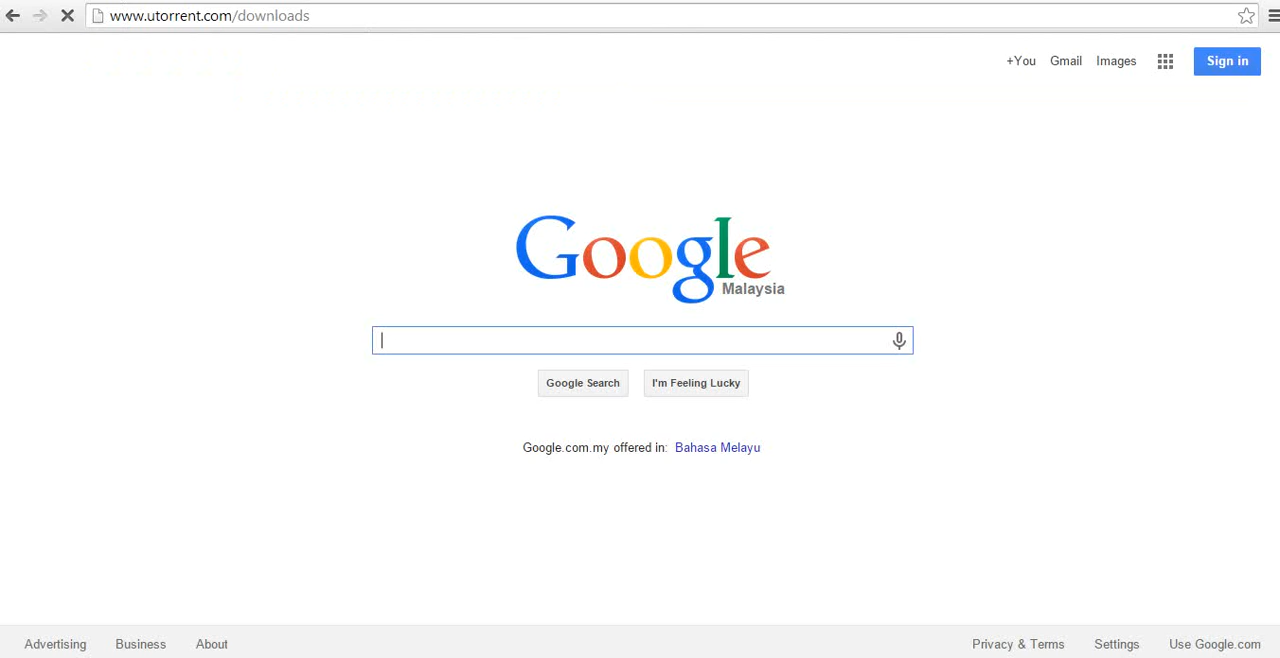 www.utorrent.com/downloads
+You Gmail Images Sign in
Google
Malaysia
Google Search I'm Feeling Lucky
Google.com.my offered in: Bahasa Melayu
Advertising Business About Privacy & Terms Settings Use Google.com